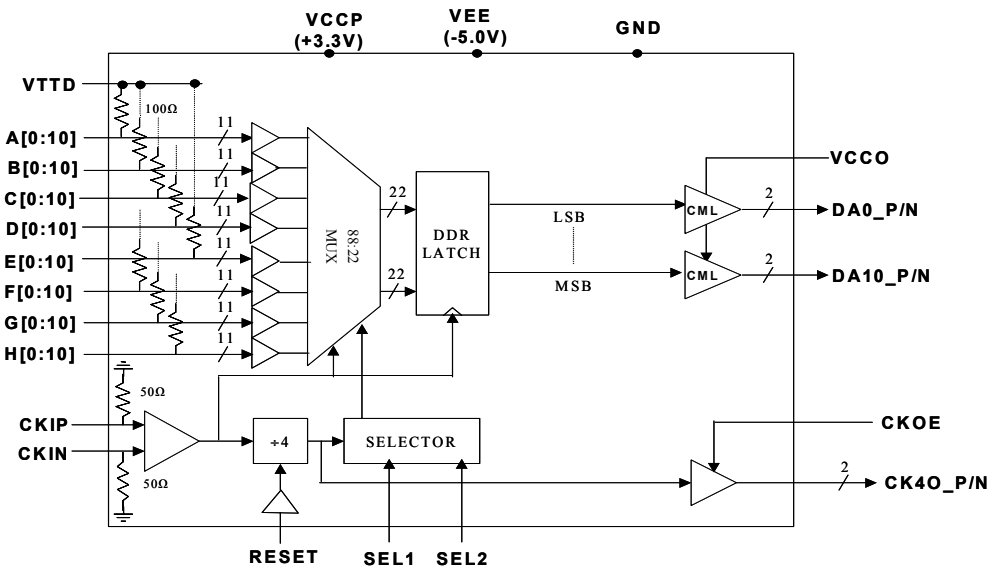 VCCP
(+3.3V)
VEE
(-5.0V)
GND
VTTD
100Ω
A[0:10]
11
B[0:10]
11
C[0:10]
11
D[0:10]
11
E[0:10]
11
F[0:10]
11
G[0:10]
11
H[0:10]
11
88:22
MUX
22
22
DDR
LATCH
LSB
MSB
CML
CML
VCCO
2
DA0_P/N
2
DA10_P/N
50Ω
CKIP
CKIN
50Ω
÷4
SELECTOR
CKOE
2
CK4O_P/N
RESET
SEL1
SEL2